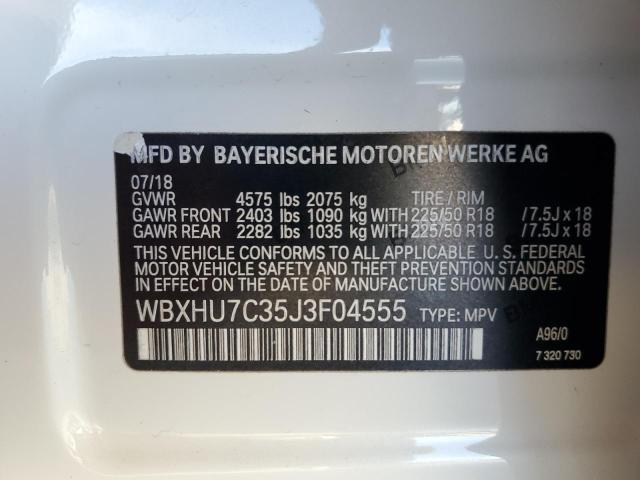 MFD BY BAYERISCHE MOTOREN WERKE AG
07/18
GVWR 4575 lbs 2075 kg TIRE / RIM
GAWR FRONT 2403 lbs 1090 kg WITH 225/50 R18 /7.5J x 18
GAWR REAR 2282 lbs 1035 kg WITH 225/50 R18 /7.5J x 18
THIS VEHICLE CONFORMS TO ALL APPLICABLE U. S. FEDERAL
MOTOR VEHICLE SAFETY, BUMPER, AND THEFT PREVENTION
STANDARDS IN EFFECT ON THE DATE OF MANUFACTURE SHOWN ABOVE.
WBXHU7C35J3F04555 TYPE: MPV
A96/0
7 320 730